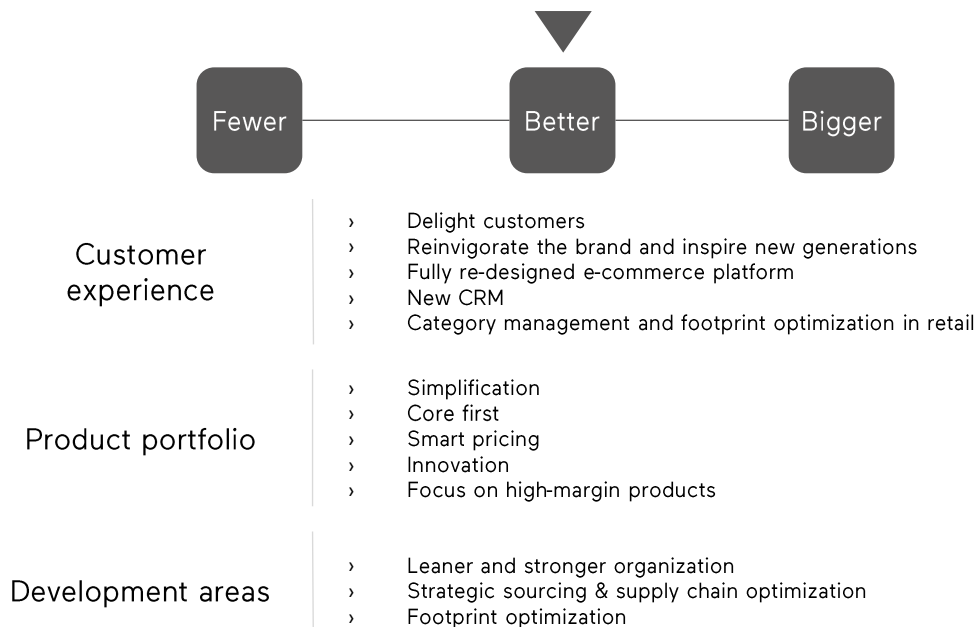 Fewer
Better
Bigger
Customer
experience
› Delight customers
› Reinvigorate the brand and inspire new generations
› Fully re-designed e-commerce platform
› New CRM
› Category management and footprint optimization in retail
Product portfolio
› Simplification
› Core first
› Smart pricing
› Innovation
› Focus on high-margin products
Development areas
› Leaner and stronger organization
› Strategic sourcing & supply chain optimization
› Footprint optimization